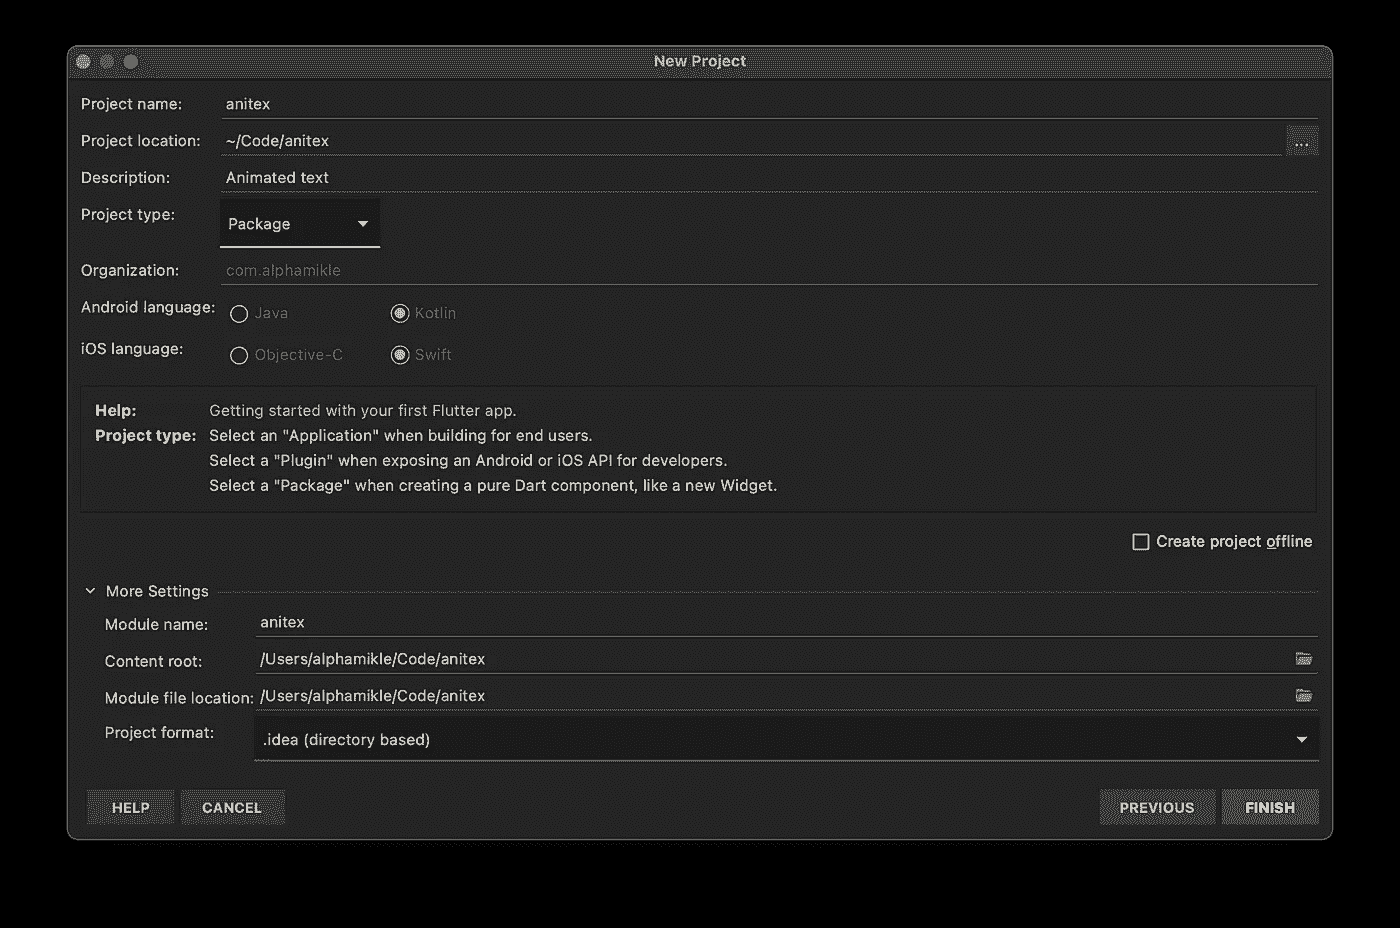 New Project
Project name: anitex
Project location: ~/Code/anitex ...
Description: Animated text
Project type: Package
Organization: com.alphamikle
Android language: Java Kotlin
iOS language: Objective-C Swift
Help: Getting started with your first Flutter app.
Project type: Select an "Application" when building for end users.
Select a "Plugin" when exposing an Android or iOS API for developers.
Select a "Package" when creating a pure Dart component, like a new Widget.
Create project offline
More Settings
Module name: anitex
Content root: /Users/alphamikle/Code/anitex
Module file location: /Users/alphamikle/Code/anitex
Project format: .idea (directory based)
HELP CANCEL PREVIOUS FINISH